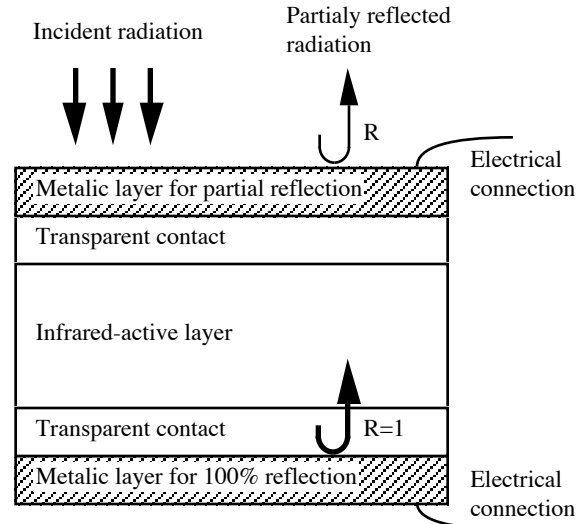 Incident radiation
Partialy reflected
radiation
R
Electrical
connection
Metalic layer for partial reflection
Transparent contact
Infrared-active layer
Transparent contact
R=1
Metalic layer for 100% reflection
Electrical
connection